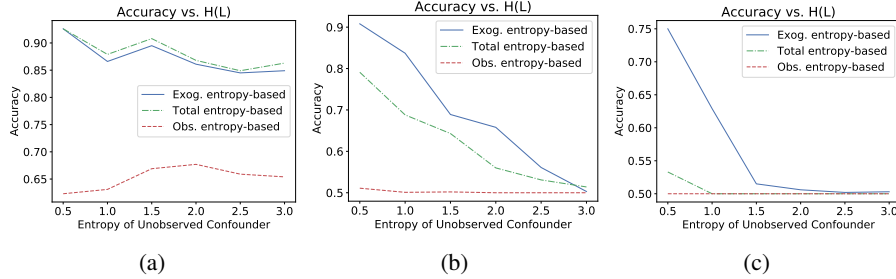 Accuracy vs. H(L)
Accuracy
0.90
0.85
0.80
0.75
0.70
0.65
Exog. entropy-based
Total entropy-based
Obs. entropy-based
0.5 1.0 1.5 2.0 2.5 3.0
Entropy of Unobserved Confounder
(a)
Accuracy vs. H(L)
Accuracy
0.9
0.8
0.7
0.6
0.5
Exog. entropy-based
Total entropy-based
Obs. entropy-based
0.5 1.0 1.5 2.0 2.5 3.0
Entropy of Unobserved Confounder
(b)
Accuracy vs. H(L)
Accuracy
0.75
0.70
0.65
0.60
0.55
0.50
Exog. entropy-based
Total entropy-based
Obs. entropy-based
0.5 1.0 1.5 2.0 2.5 3.0
Entropy of Unobserved Confounder
(c)